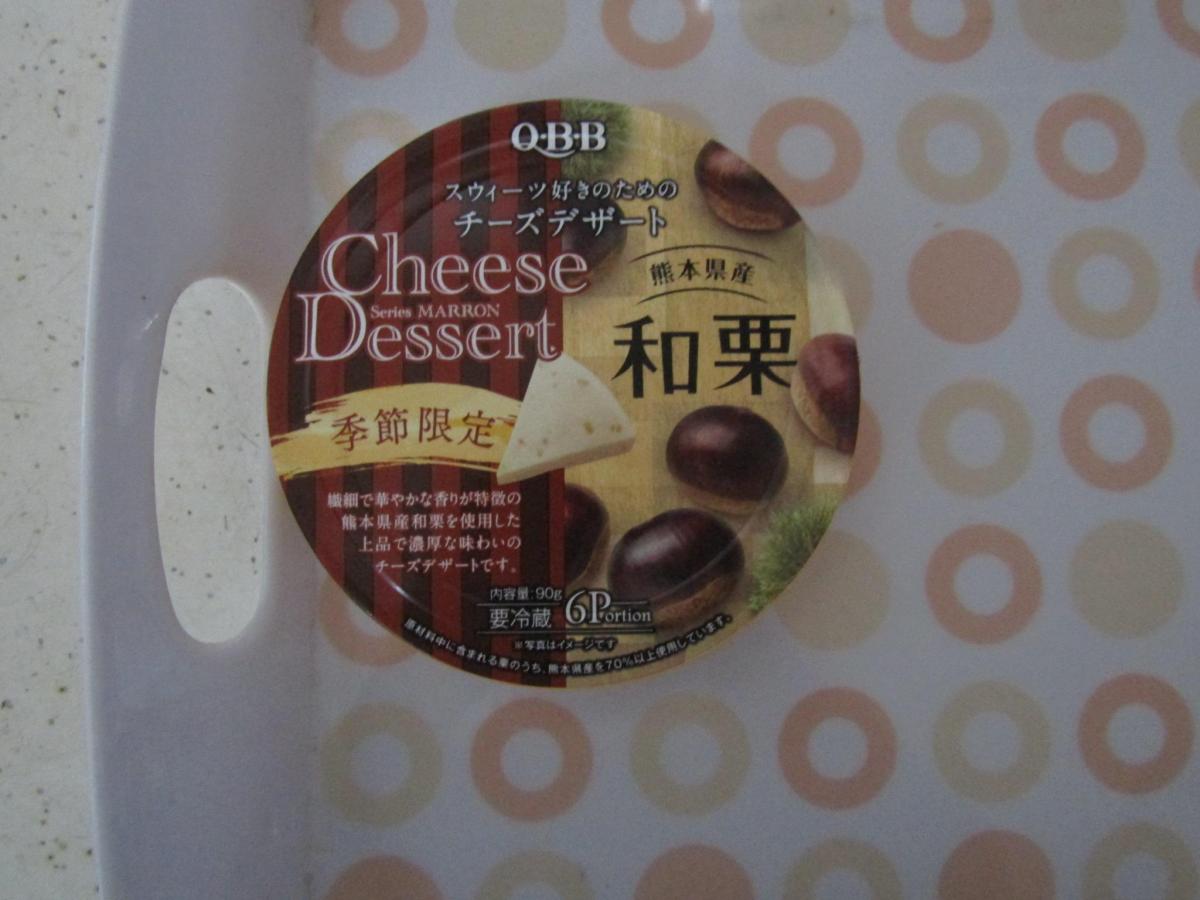 Q·B·B
スウィーツ好きのための
チーズデザート
Cheese
Series MARRON
Dessert
熊本県産
和栗
季節限定
繊細で華やかな香りが特徴の
熊本県産和栗を使用した
上品で濃厚な味わいの
チーズデザートです。
内容量:90g
要冷蔵 6Portion
※写真はイメージです
原材料中に含まれる栗のうち、熊本県産を70%以上使用しています。